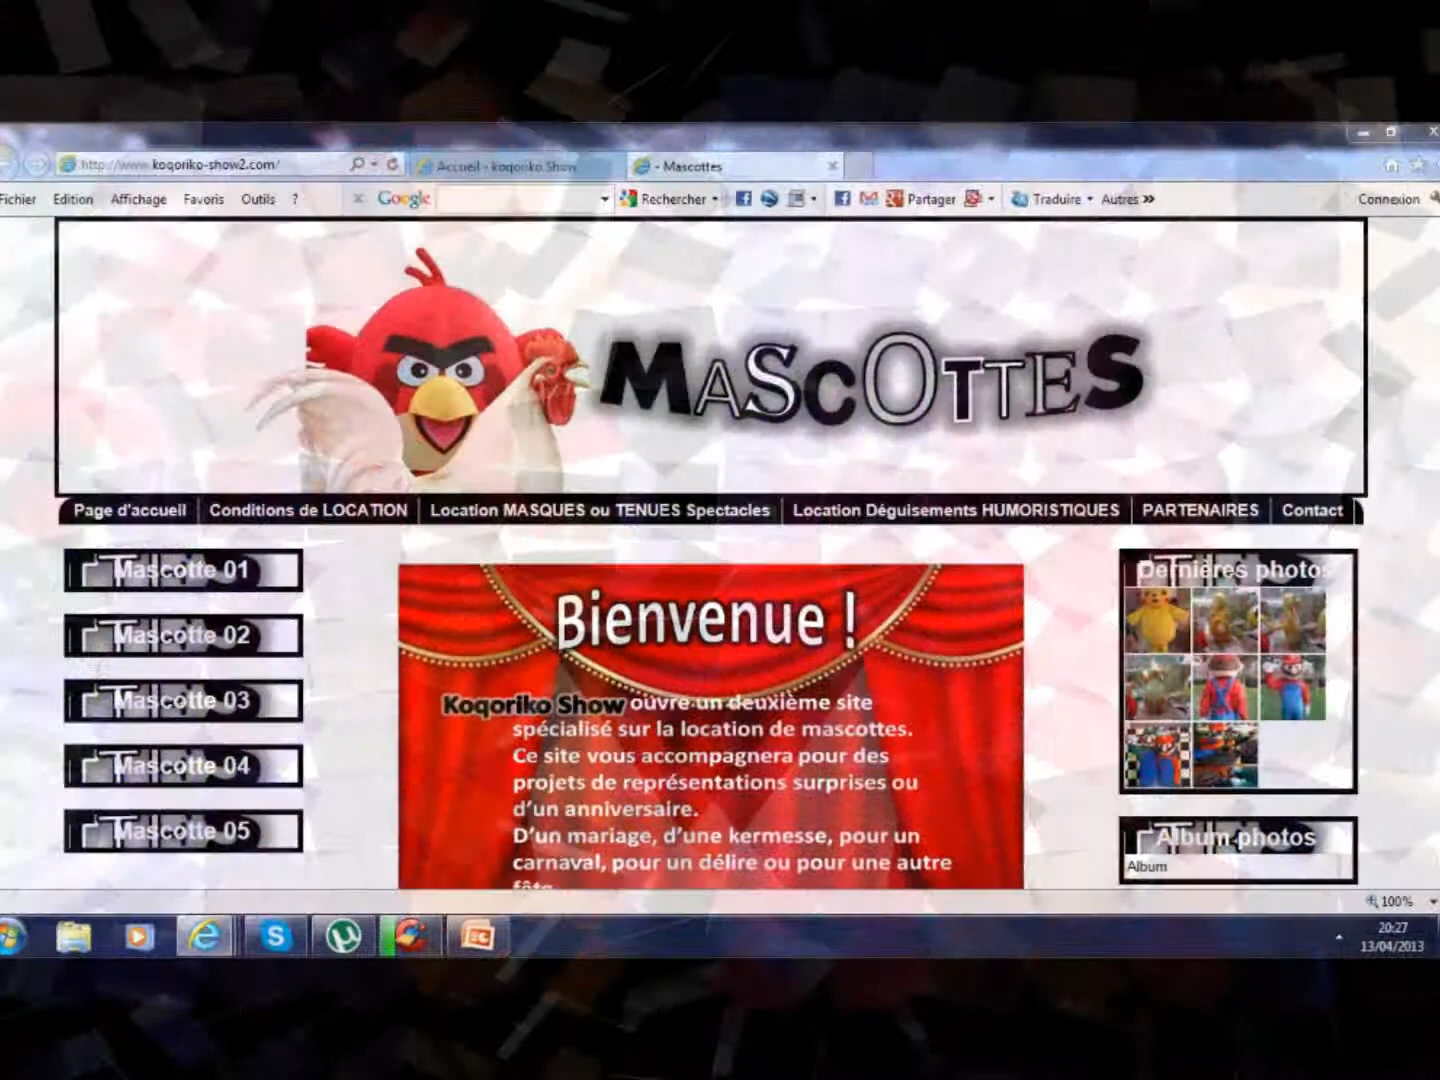 http://www.koqoriko-show2.com/
Accueil - koqoriko Show
- Mascottes
Fichier Edition Affichage Favoris Outils ?
Google
Rechercher
Partager
Traduire
Autres
Connexion
MASCOTTES
Page d'accueil
Conditions de LOCATION
Location MASQUES ou TENUES Spectacles
Location Déguisements HUMORISTIQUES
PARTENAIRES
Contact
Mascotte 01
Mascotte 02
Mascotte 03
Mascotte 04
Mascotte 05
Bienvenue !
Koqoriko Show ouvre un deuxième site
spécialisé sur la location de mascottes.
Ce site vous accompagnera pour des
projets de représentations surprises ou
d'un anniversaire.
D'un mariage, d'une kermesse, pour un
carnaval, pour un délire ou pour une autre
fête
Dernières photos
Album photos
Album
100%
20:27
13/04/2013